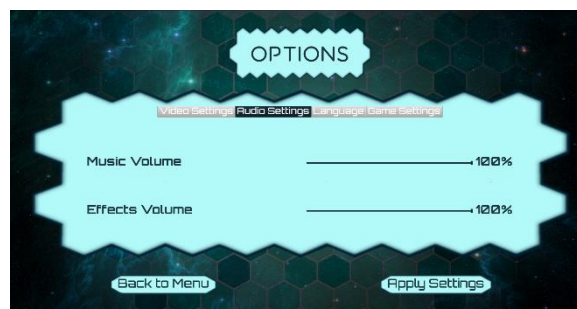 OPTIONS
Video Settings Audio Settings Language Game Settings
Music Volume 100%
Effects Volume 100%
Back to Menu Apply Settings